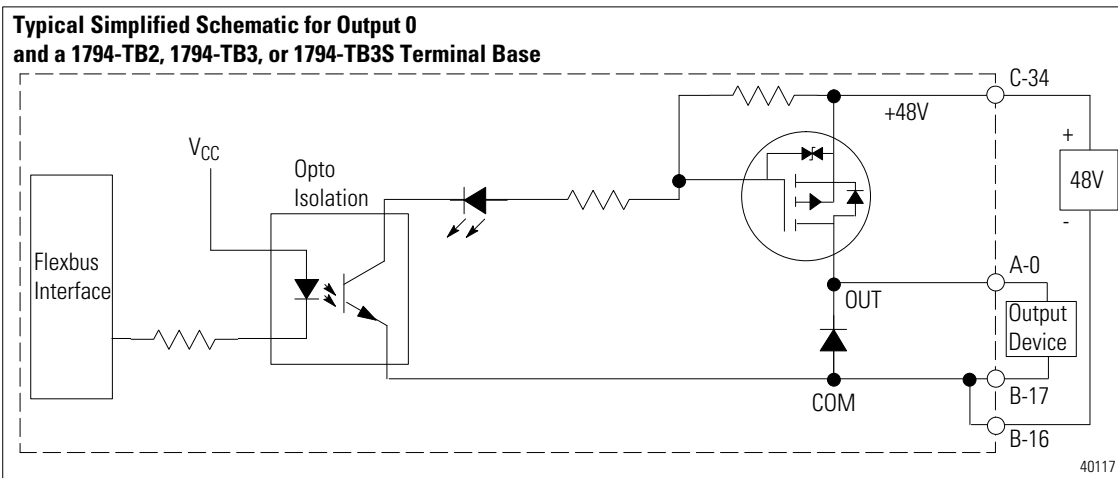 Typical Simplified Schematic for Output 0
and a 1794-TB2, 1794-TB3, or 1794-TB3S Terminal Base
C-34
+48V
+
48V
-
VCC
Opto
Isolation
Flexbus
Interface
A-0
OUT
Output
Device
COM
B-17
B-16
40117